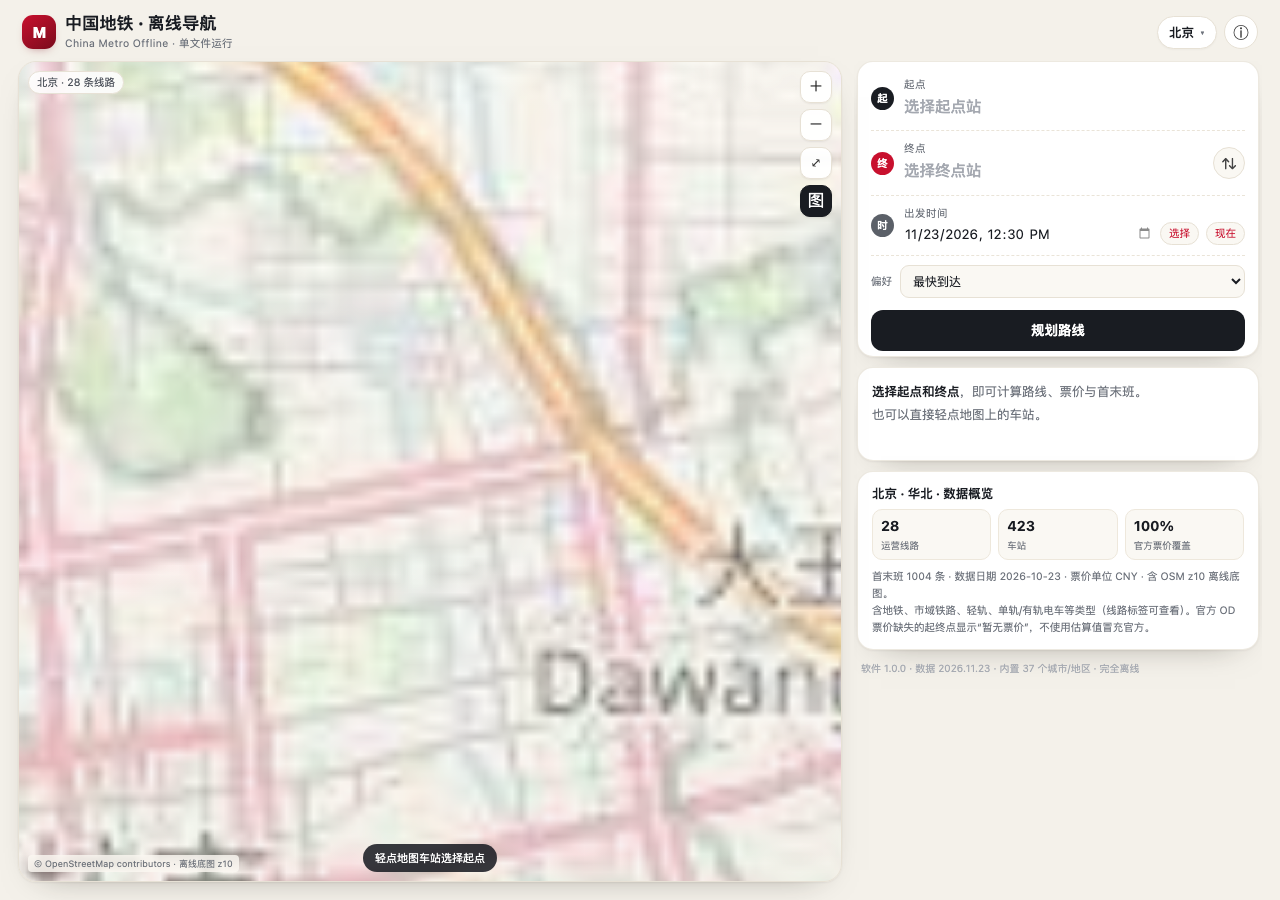 M
中国地铁 · 离线导航
China Metro Offline · 单文件运行
北京
北京 · 28 条线路
+
−
图
Dawang
© OpenStreetMap contributors · 离线底图 z10
轻点地图车站选择起点
起
起点
选择起点站
终
终点
选择终点站
时
出发时间
11/23/2026, 12:30 PM
选择
现在
偏好
最快到达
规划路线
选择起点和终点，即可计算路线、票价与首末班。
也可以直接轻点地图上的车站。
北京 · 华北 · 数据概览
28
运营线路
423
车站
100%
官方票价覆盖
首末班 1004 条 · 数据日期 2026-10-23 · 票价单位 CNY · 含 OSM z10 离线底
图。
含地铁、市域铁路、轻轨、单轨/有轨电车等类型（线路标签可查看）。官方 OD
票价缺失的起终点显示“暂无票价”，不使用估算值冒充官方。
软件 1.0.0 · 数据 2026.11.23 · 内置 37 个城市/地区 · 完全离线